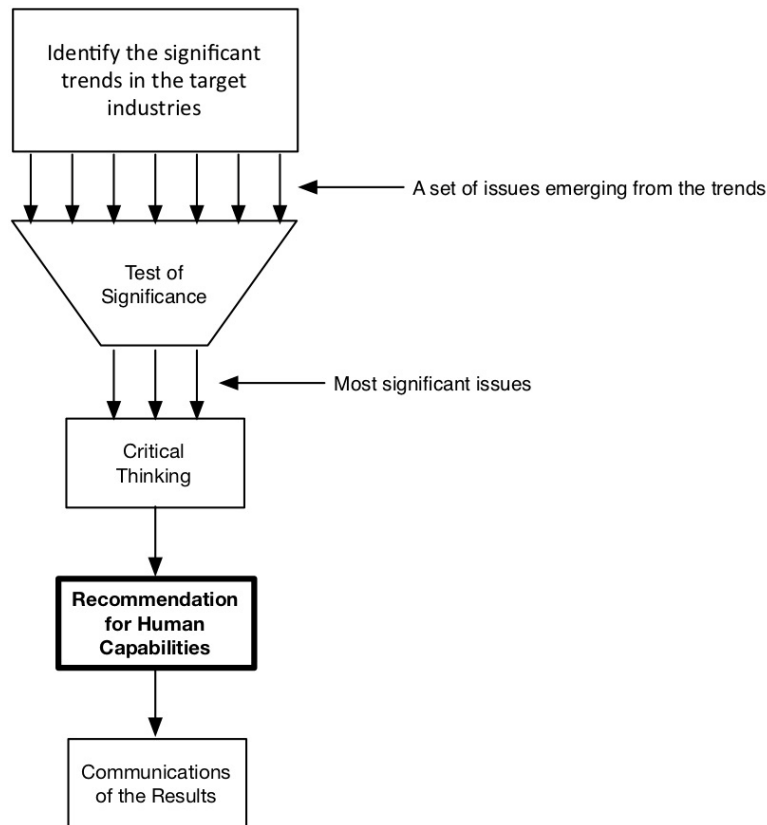 Identify the significant
trends in the target
industries
A set of issues emerging from the trends
Test of
Significance
Most significant issues
Critical
Thinking
Recommendation
for Human
Capabilities
Communications
of the Results